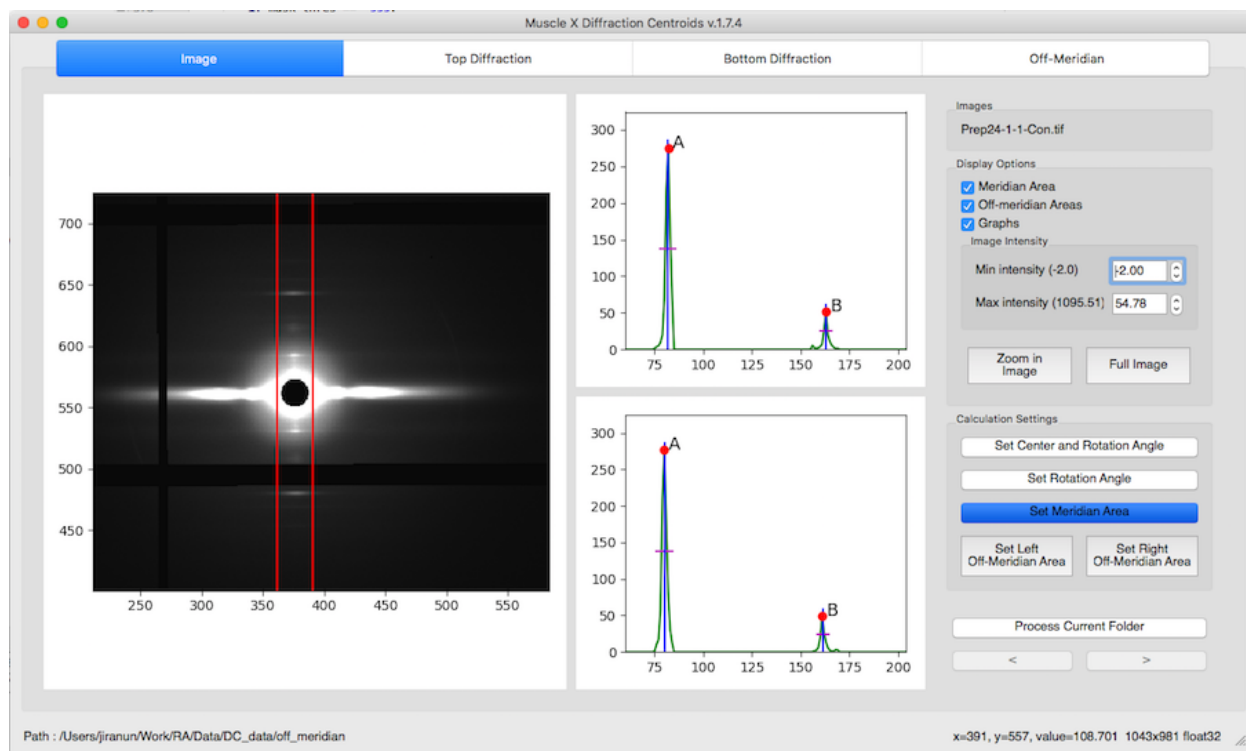 Muscle X Diffraction Centroids v.1.7.4
Image
Top Diffraction
Bottom Diffraction
Off-Meridian
700
650
600
550
500
450
250 300 350 400 450 500 550
300
250
200
150
100
50
0
A
B
75 100 125 150 175 200
300
250
200
150
100
50
0
A
B
75 100 125 150 175 200
Images
Prep24-1-1-Con.tif
Display Options
Meridian Area
Off-meridian Areas
Graphs
Image Intensity
Min intensity (-2.0) -2.00
Max intensity (1095.51) 54.78
Zoom in
Image
Full Image
Calculation Settings
Set Center and Rotation Angle
Set Rotation Angle
Set Meridian Area
Set Left
Off-Meridian Area
Set Right
Off-Meridian Area
Process Current Folder
< >
Path : /Users/jiranun/Work/RA/Data/DC_data/off_meridian
x=391, y=557, value=108.701 1043x981 float32